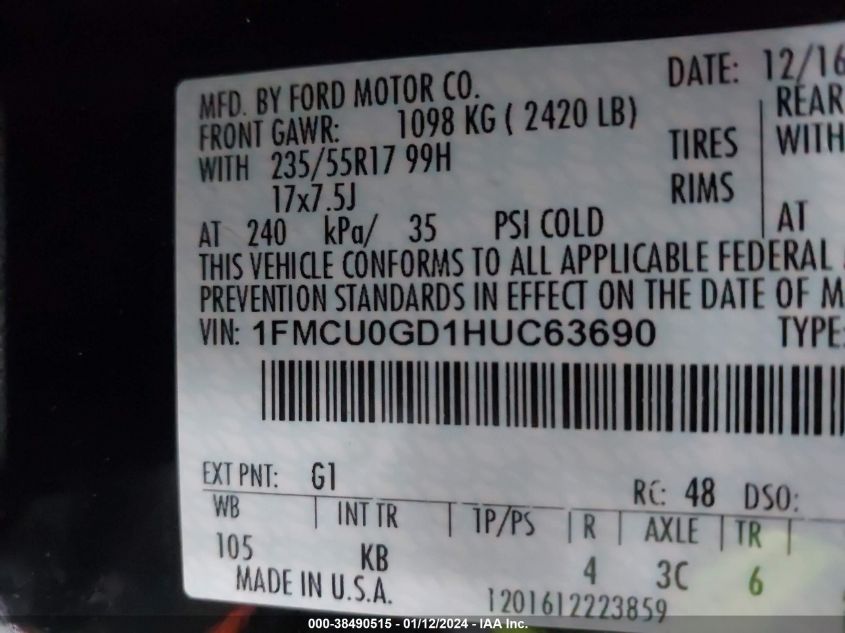 MFD. BY FORD MOTOR CO. DATE: 12/16
FRONT GAWR: 1098 KG ( 2420 LB) REAR
WITH 235/55R17 99H TIRES WITH
17x7.5J RIMS
AT 240 kPa/ 35 PSI COLD AT
THIS VEHICLE CONFORMS TO ALL APPLICABLE FEDERAL
PREVENTION STANDARDS IN EFFECT ON THE DATE OF M
VIN: 1FMCU0GD1HUC63690 TYPE:
EXT PNT: G1 RC: 48 DSO:
WB | INT TR | TP/PS | R | AXLE | TR |
105 KB 4 3C 6
MADE IN U.S.A. 1201612223859
000-38490515 - 01/12/2024 - IAA Inc.